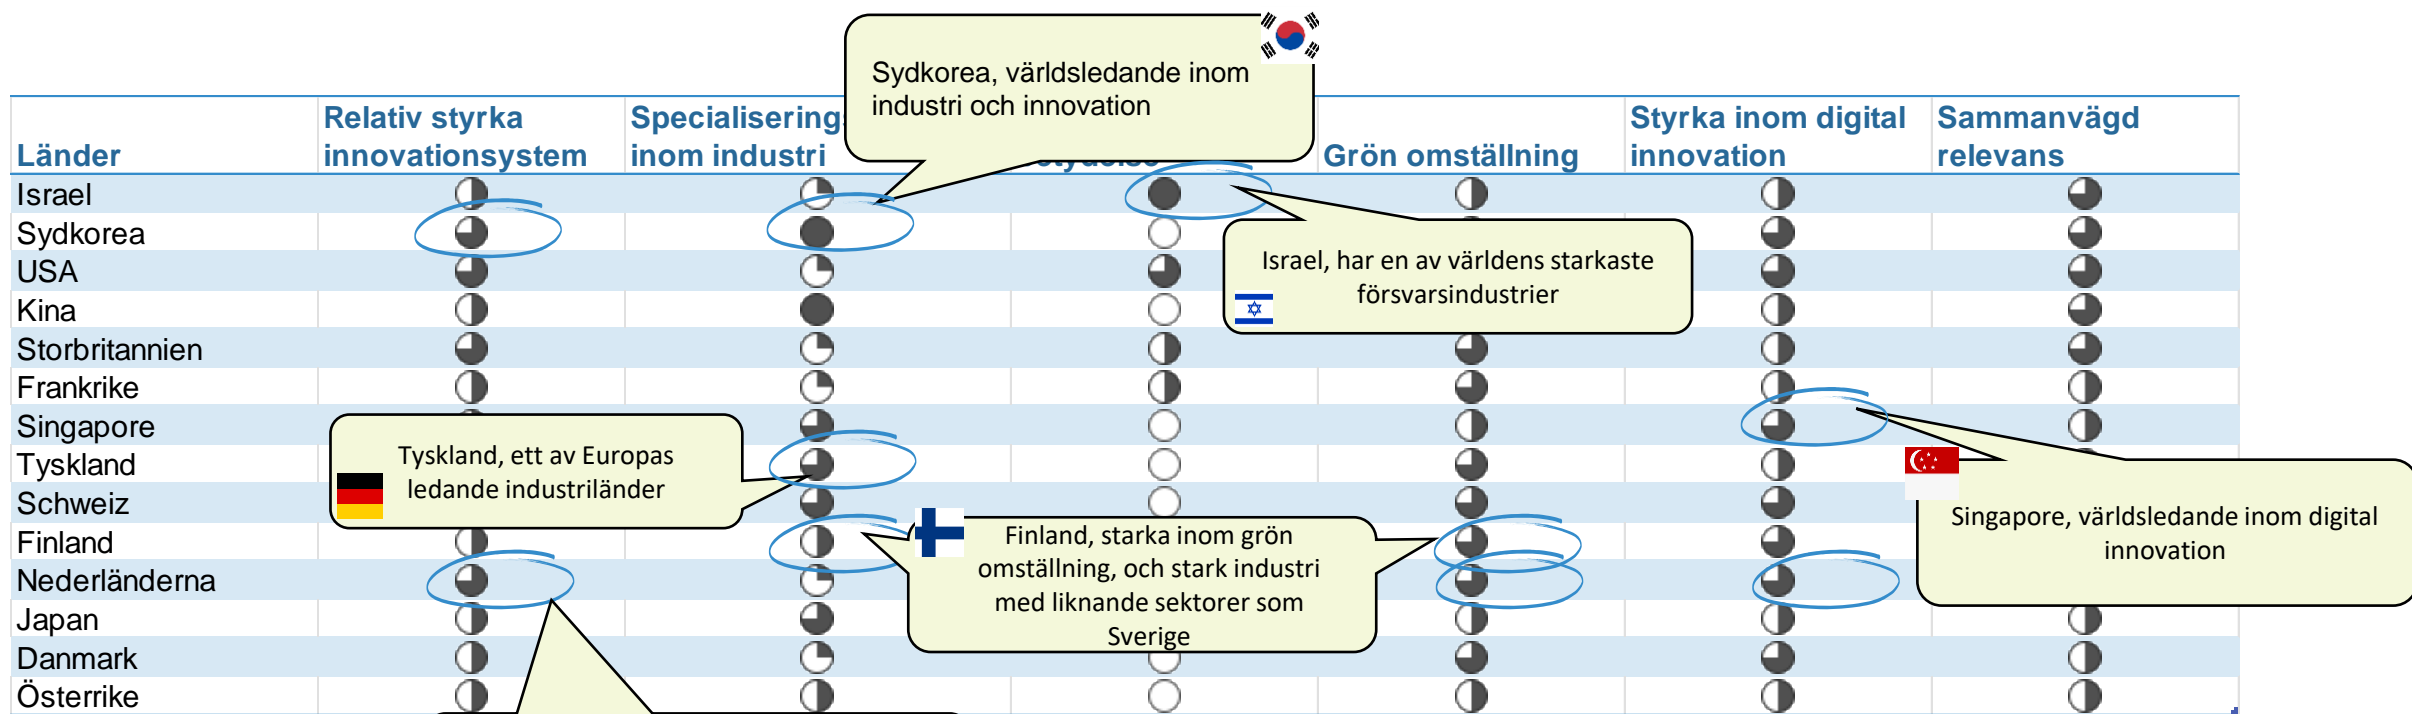 Sydkorea, världsledande inom
industri och innovation
Länder
Relativ styrka
innovationsystem
Specialisering
inom industri
Grön omställning
Styrka inom digital
innovation
Sammanvägd
relevans
Israel
Sydkorea
USA
Kina
Storbritannien
Frankrike
Singapore
Tyskland
Schweiz
Finland
Nederländerna
Japan
Danmark
Österrike
Israel, har en av världens starkaste
försvarsindustrier
Tyskland, ett av Europas
ledande industriländer
Finland, starka inom grön
omställning, och stark industri
med liknande sektorer som
Sverige
Singapore, världsledande inom digital
innovation